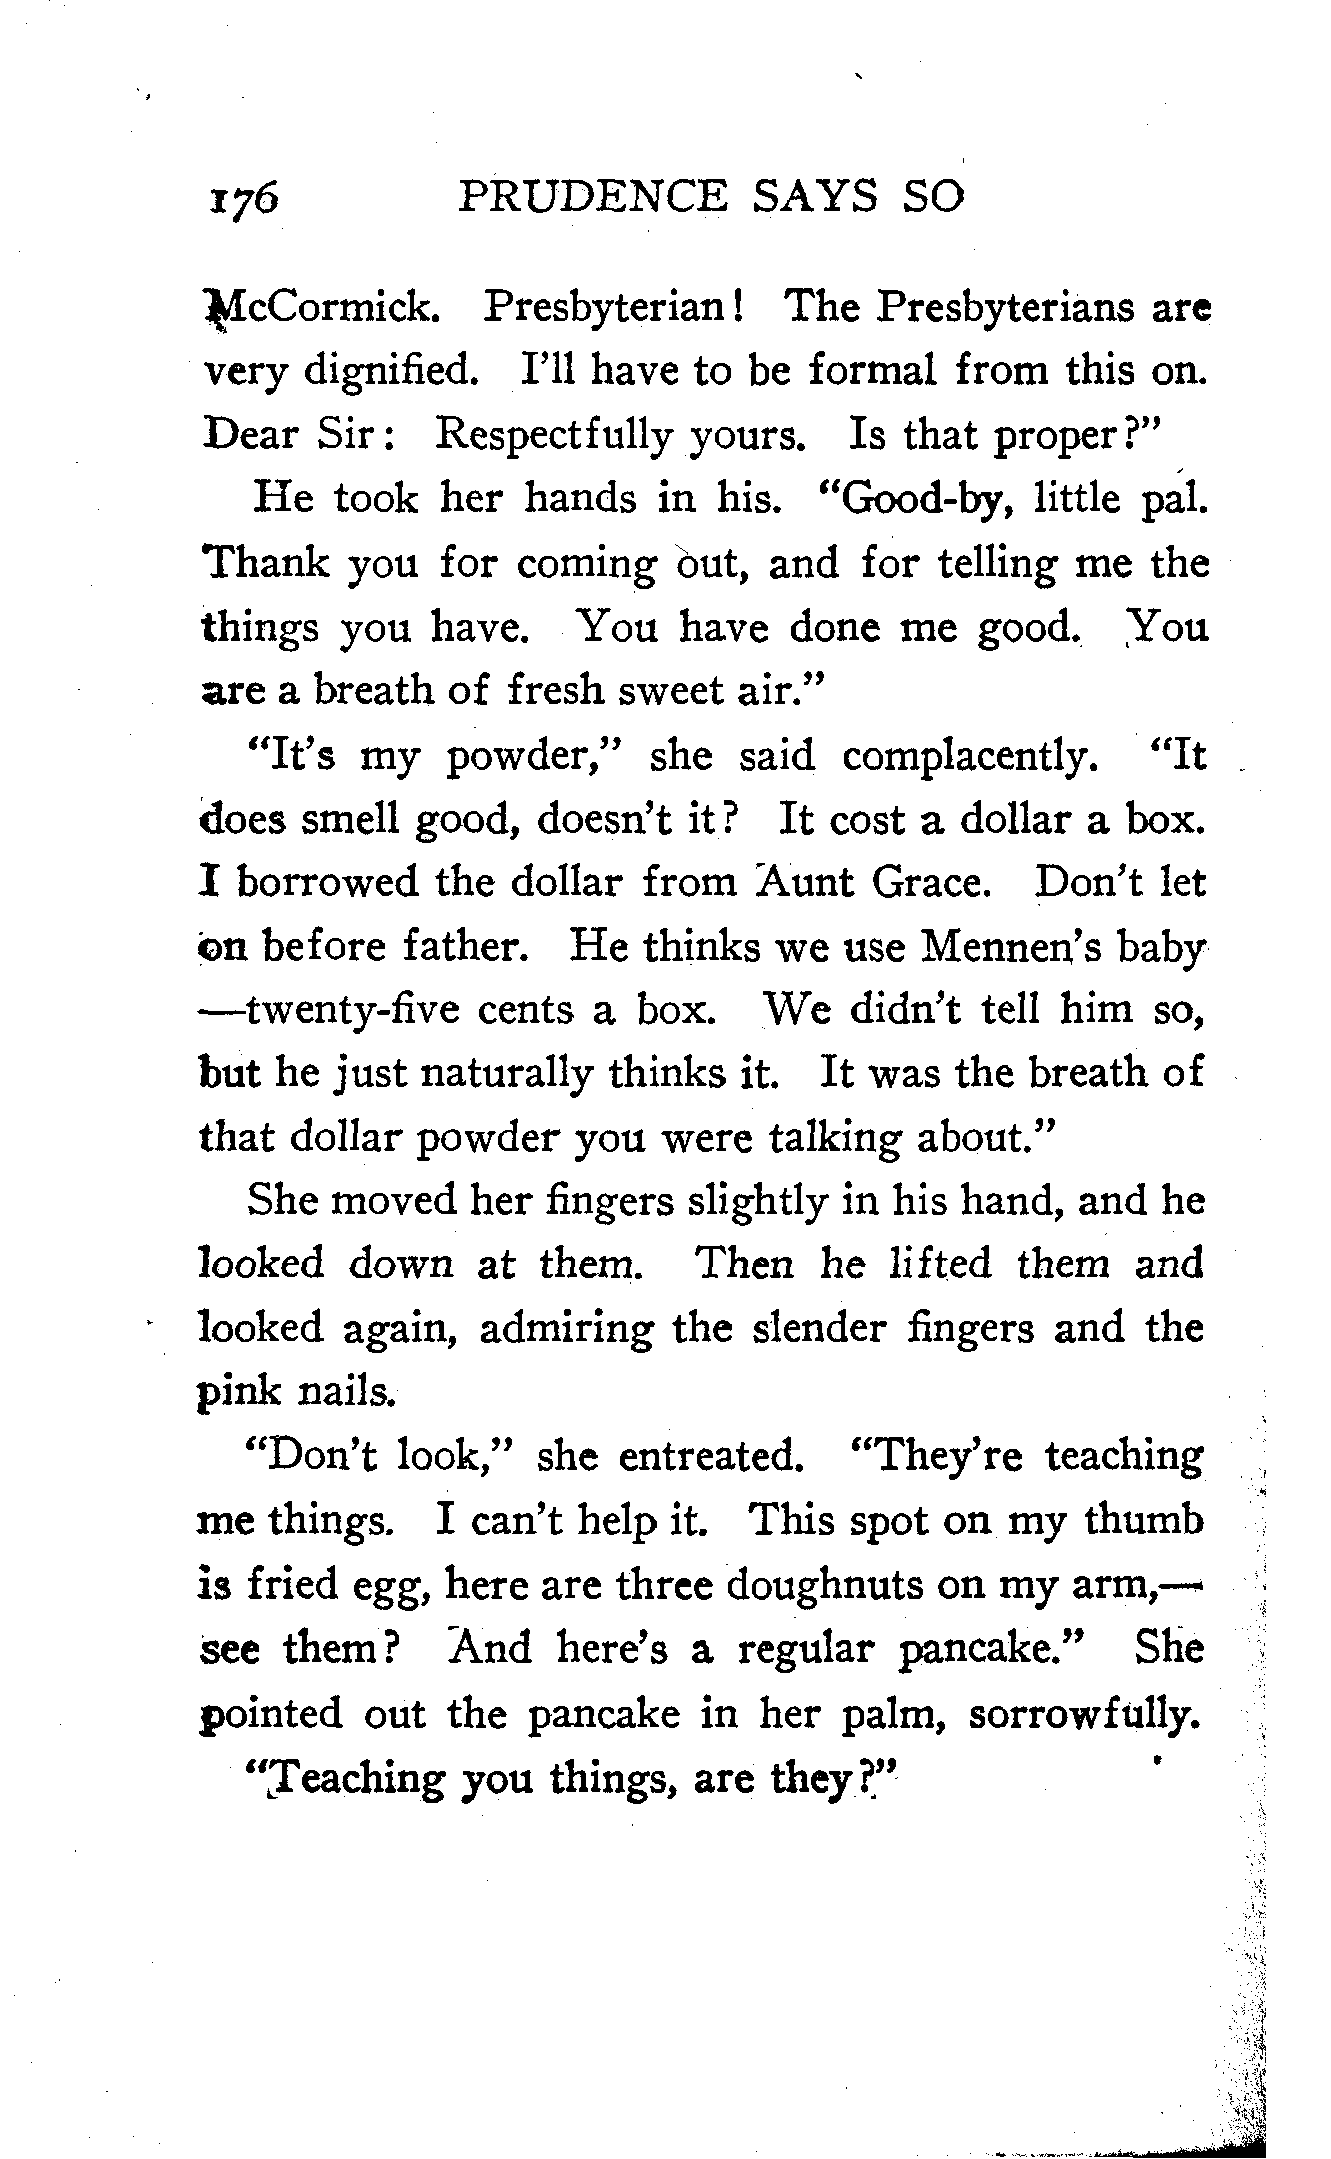 176 PRUDENCE SAYS SO
McCormick. Presbyterian! The Presbyterians are
very dignified. I'll have to be formal from this on.
Dear Sir: Respectfully yours. Is that proper?"
He took her hands in his. "Good-by, little pal.
Thank you for coming out, and for telling me the
things you have. You have done me good. You
are a breath of fresh sweet air."
"It's my powder," she said complacently. "It
does smell good, doesn't it? It cost a dollar a box.
I borrowed the dollar from Aunt Grace. Don't let
on before father. He thinks we use Mennen's baby
—twenty-five cents a box. We didn't tell him so,
but he just naturally thinks it. It was the breath of
that dollar powder you were talking about."
She moved her fingers slightly in his hand, and he
looked down at them. Then he lifted them and
looked again, admiring the slender fingers and the
pink nails.
"Don't look," she entreated. "They're teaching
me things. I can't help it. This spot on my thumb
is fried egg, here are three doughnuts on my arm,—
see them? And here's a regular pancake." She
pointed out the pancake in her palm, sorrowfully.
"Teaching you things, are they?"